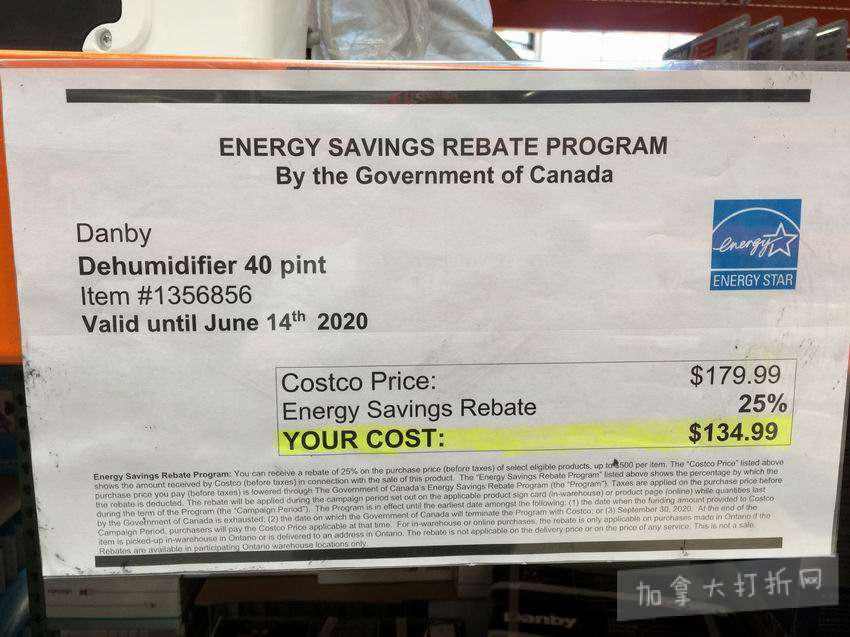 ENERGY SAVINGS REBATE PROGRAM
By the Government of Canada
energy
ENERGY STAR
Danby
Dehumidifier 40 pint
Item #1356856
Valid until June 14th 2020
Costco Price: $179.99
Energy Savings Rebate 25%
YOUR COST: $134.99
Energy Savings Rebate Program: You can receive a rebate of 25% on the purchase price (before taxes) of select eligible products, up to $500 per item. The "Costco Price" listed above
shows the amount received by Costco (before taxes) in connection with the sale of this product. The "Energy Savings Rebate Program" listed above shows the percentage by which the
purchase price you pay (before taxes) is lowered through The Government of Canada's Energy Savings Rebate Program (the "Program"). Taxes are applied on the purchase price before
the rebate is deducted. The rebate will be applied during the campaign period set out on the applicable product sign card (in-warehouse) or product page (online) while quantities last
during the term of the Program (the "Campaign Period"). The Program is in effect until the earliest date amongst the following: (1) the date when the funding amount provided to Costco
by the Government of Canada is exhausted; (2) the date on which the Government of Canada will terminate the Program with Costco; or (3) September 30, 2020. At the end of the
Campaign Period, purchasers will pay the Costco Price applicable at that time. For in-warehouse or online purchases, the rebate is only applicable on purchases made in Ontario if the
item is picked-up in-warehouse in Ontario or is delivered to an address in Ontario. The rebate is not applicable on the delivery price or on the price of any service. This is not a sale.
Rebates are available in participating Ontario warehouse locations only.
加拿大打折网
Danby